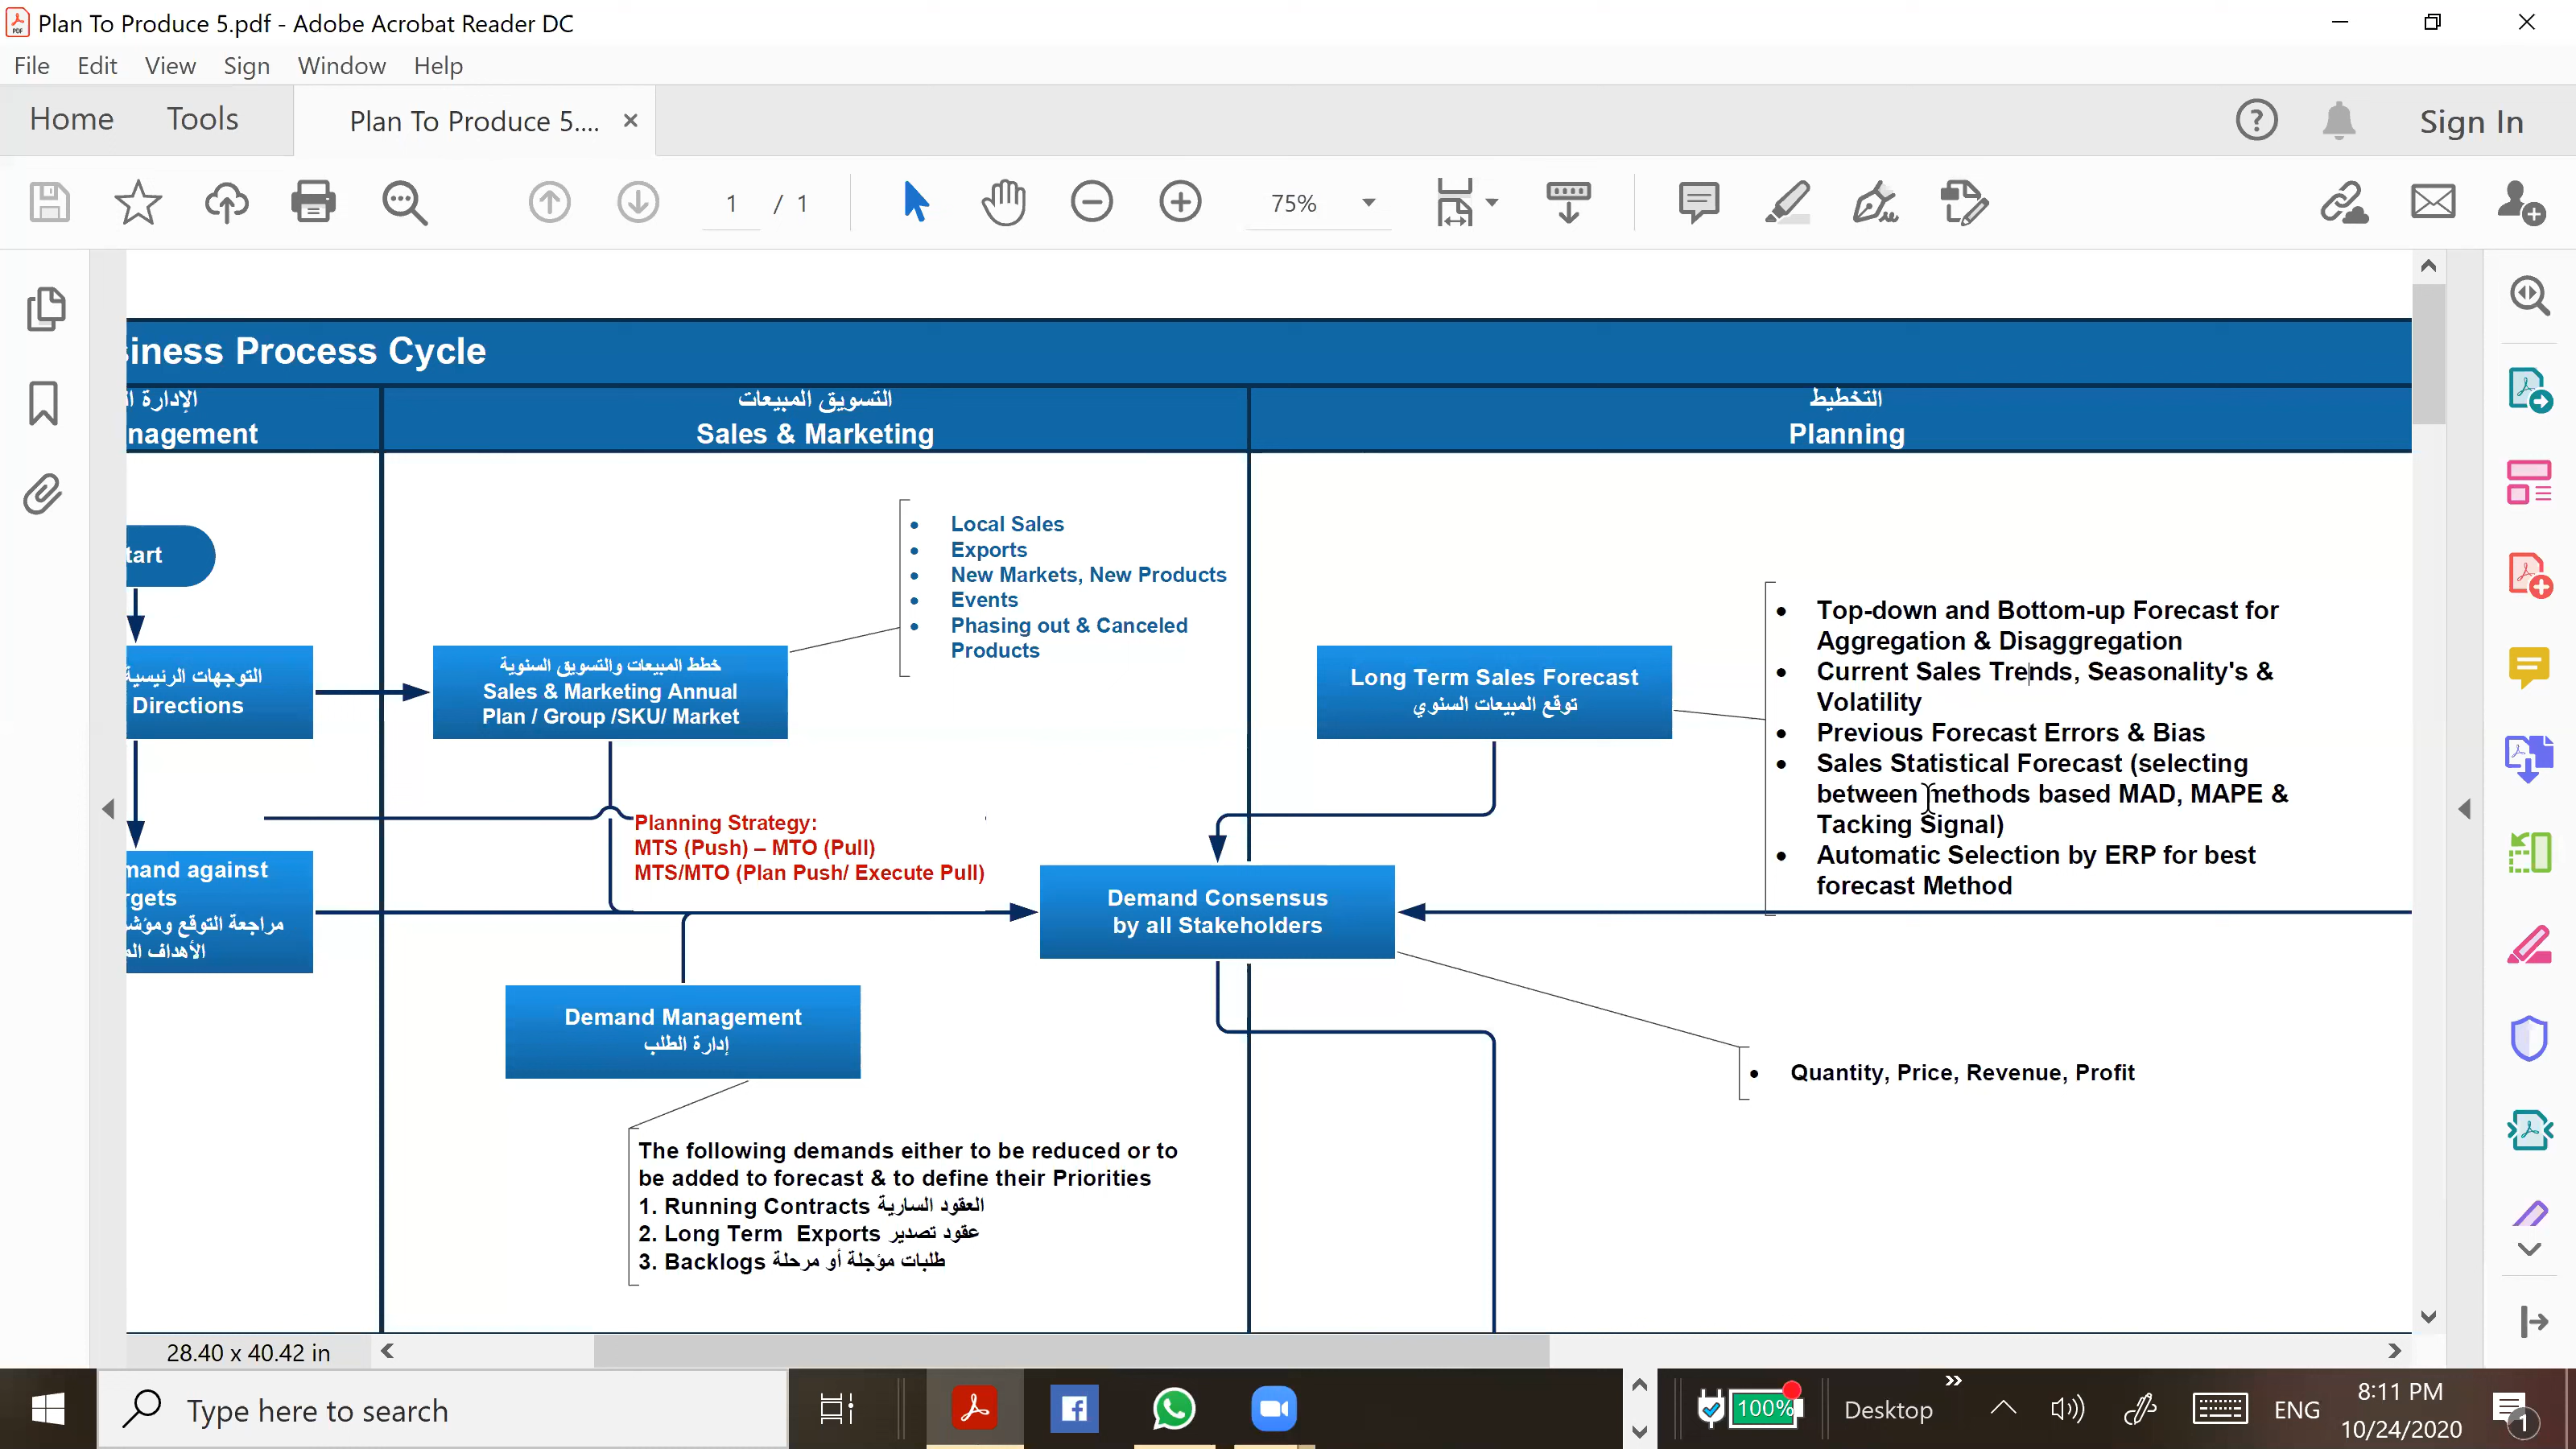 Plan To Produce 5.pdf - Adobe Acrobat Reader DC
File Edit View Sign Window Help
Home Tools Plan To Produce 5.... Sign In
1 / 1 75%
siness Process Cycle
الإدارة
nagement
التسويق المبيعات
Sales & Marketing
التخطيط
Planning
tart
التوجهات الرئيسية
Directions
mand against
rgets
مراجعة التوقع
الأهداف
خطط المبيعات والتسويق السنوية
Sales & Marketing Annual
Plan / Group /SKU/ Market
• Local Sales
• Exports
• New Markets, New Products
• Events
• Phasing out & Canceled
Products
Planning Strategy:
MTS (Push) – MTO (Pull)
MTS/MTO (Plan Push/ Execute Pull)
Demand Management
إدارة الطلب
The following demands either to be reduced or to
be added to forecast & to define their Priorities
1. Running Contracts العقود السارية
2. Long Term Exports عقود تصدير
3. Backlogs طلبات مؤجلة أو مرحلة
Long Term Sales Forecast
توقع المبيعات السنوي
• Top-down and Bottom-up Forecast for
Aggregation & Disaggregation
• Current Sales Trends, Seasonality's &
Volatility
• Previous Forecast Errors & Bias
• Sales Statistical Forecast (selecting
between methods based MAD, MAPE &
Tacking Signal)
• Automatic Selection by ERP for best
forecast Method
Demand Consensus
by all Stakeholders
• Quantity, Price, Revenue, Profit
28.40 x 40.42 in
Type here to search
100%
Desktop
ENG
8:11 PM
10/24/2020
1